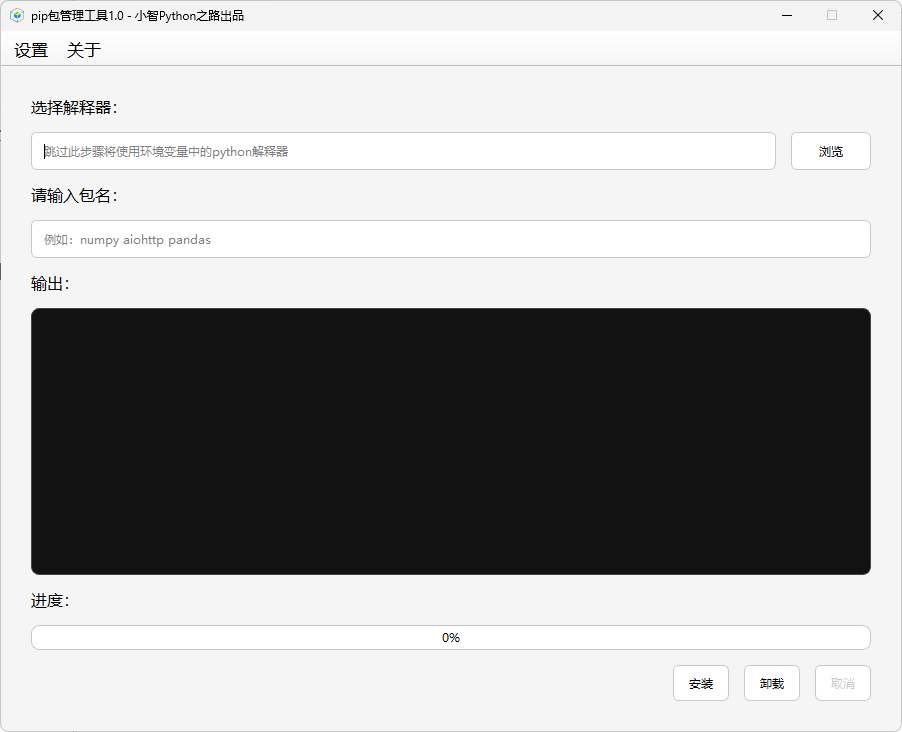 pip包管理工具1.0 - 小智Python之路出品
设置 关于
选择解释器：
跳过此步骤将使用环境变量中的python解释器 浏览
请输入包名：
例如：numpy aiohttp pandas
输出：
进度：
0%
安装 卸载 取消